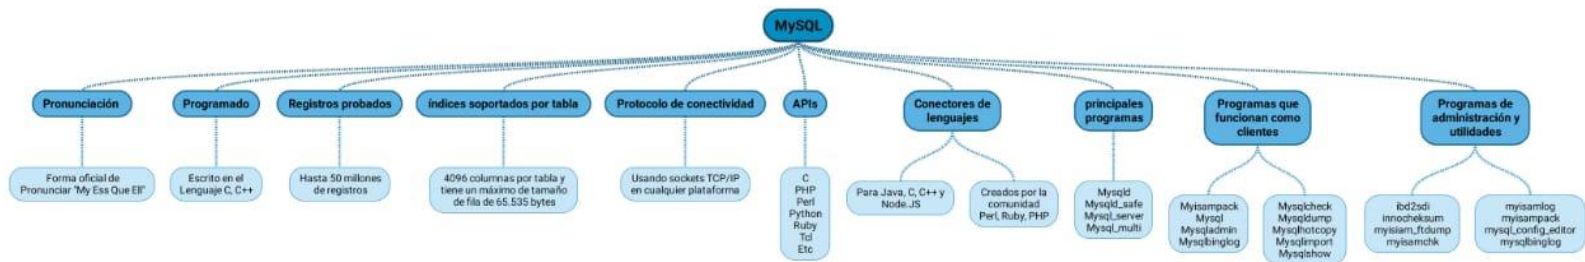 MySQL
Pronunciación
Forma oficial de
Pronunciar "My Ess Que Ell"
Programado
Escrito en el
Lenguaje C, C++
Registros probados
Hasta 50 millones
de registros
índices soportados por tabla
4096 columnas por tabla y
tiene un máximo de tamaño
de fila de 65.535 bytes
Protocolo de conectividad
Usando sockets TCP/IP
en cualquier plataforma
APIs
C
PHP
Perl
Python
Ruby
Tcl
Etc
Conectores de
lenguajes
Para Java, C, C++ y
Node.JS
Creados por la
comunidad
Perl, Ruby, PHP
principales
programas
Mysqld
Mysqld_safe
Mysql_server
Mysql_multi
Programas que
funcionan como
clientes
Myisampack
Mysql
Mysqladmin
Mysqlbinglog
Mysqlcheck
Mysqldump
Mysqlhotcopy
Mysqlimport
Mysqlshow
Programas de
administración y
utilidades
ibd2sdi
innocheksum
myisiam_ftdump
myisamchk
myisamlog
myisampack
mysql_config_editor
mysqlbinglog